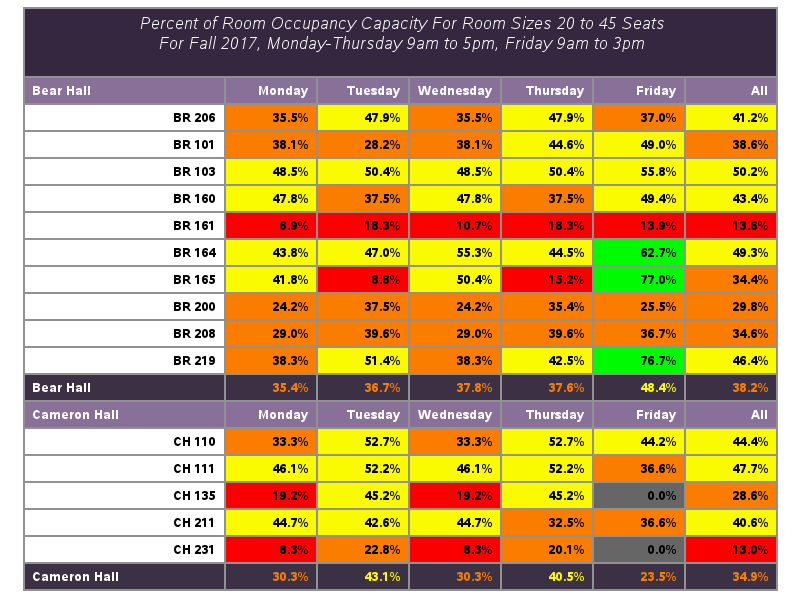 Percent of Room Occupancy Capacity For Room Sizes 20 to 45 Seats
For Fall 2017, Monday-Thursday 9am to 5pm, Friday 9am to 3pm
Bear Hall Monday Tuesday Wednesday Thursday Friday All
BR 206 35.5% 47.9% 35.5% 47.9% 37.0% 41.2%
BR 101 38.1% 28.2% 38.1% 44.6% 49.0% 38.6%
BR 103 48.5% 50.4% 48.5% 50.4% 55.8% 50.2%
BR 160 47.8% 37.5% 47.8% 37.5% 49.4% 43.4%
BR 161 6.9% 18.3% 10.7% 18.3% 13.9% 13.6%
BR 164 43.8% 47.0% 55.3% 44.5% 62.7% 49.3%
BR 165 41.8% 8.8% 50.4% 15.2% 77.0% 34.4%
BR 200 24.2% 37.5% 24.2% 35.4% 25.5% 29.8%
BR 208 29.0% 39.6% 29.0% 39.6% 36.7% 34.6%
BR 219 38.3% 51.4% 38.3% 42.5% 76.7% 46.4%
Bear Hall 35.4% 36.7% 37.8% 37.6% 48.4% 38.2%
Cameron Hall Monday Tuesday Wednesday Thursday Friday All
CH 110 33.3% 52.7% 33.3% 52.7% 44.2% 44.4%
CH 111 46.1% 52.2% 46.1% 52.2% 36.6% 47.7%
CH 135 19.2% 45.2% 19.2% 45.2% 0.0% 28.6%
CH 211 44.7% 42.6% 44.7% 32.5% 36.6% 40.6%
CH 231 8.3% 22.8% 8.3% 20.1% 0.0% 13.0%
Cameron Hall 30.3% 43.1% 30.3% 40.5% 23.5% 34.9%